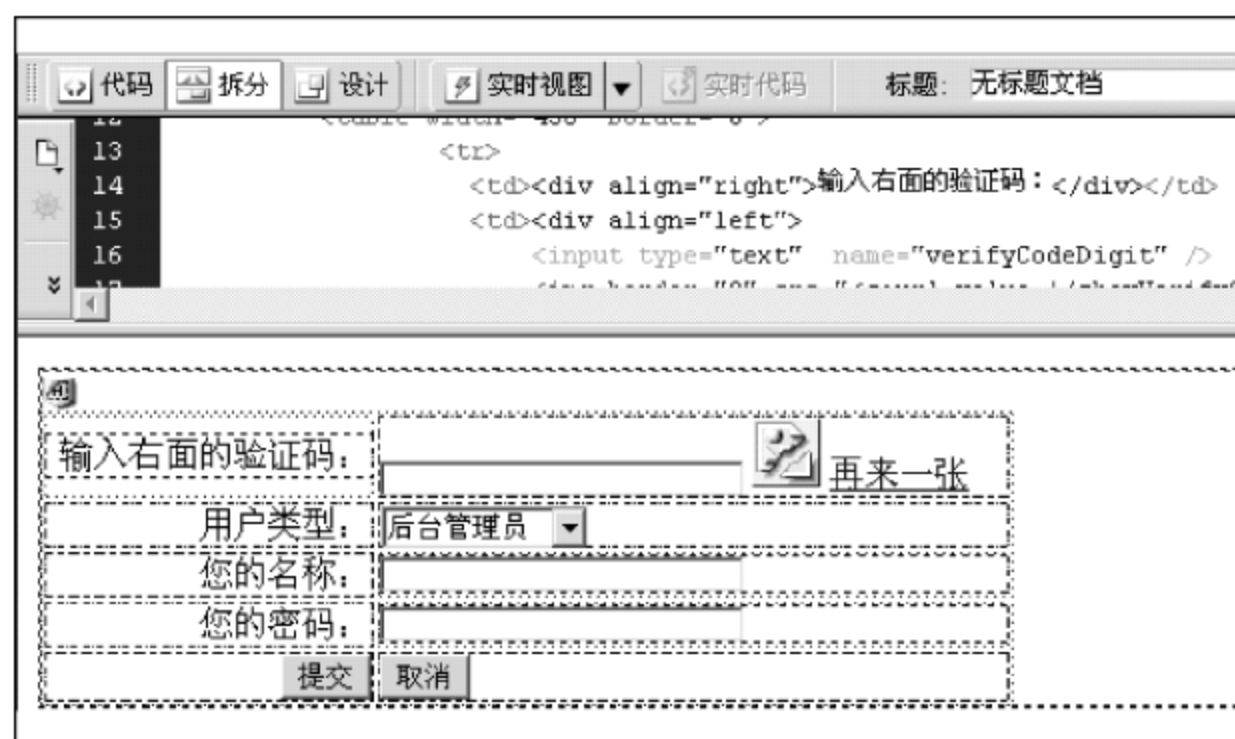 代码 拆分 设计 实时视图 实时代码 标题: 无标题文档
13 <tr>
14 <td><div align="right">输入右面的验证码：</div></td>
15 <td><div align="left">
16 <input type="text" name="verifyCodeDigit" />
输入右面的验证码： 再来一张
用户类型： 后台管理员
您的名称：
您的密码：
提交 取消